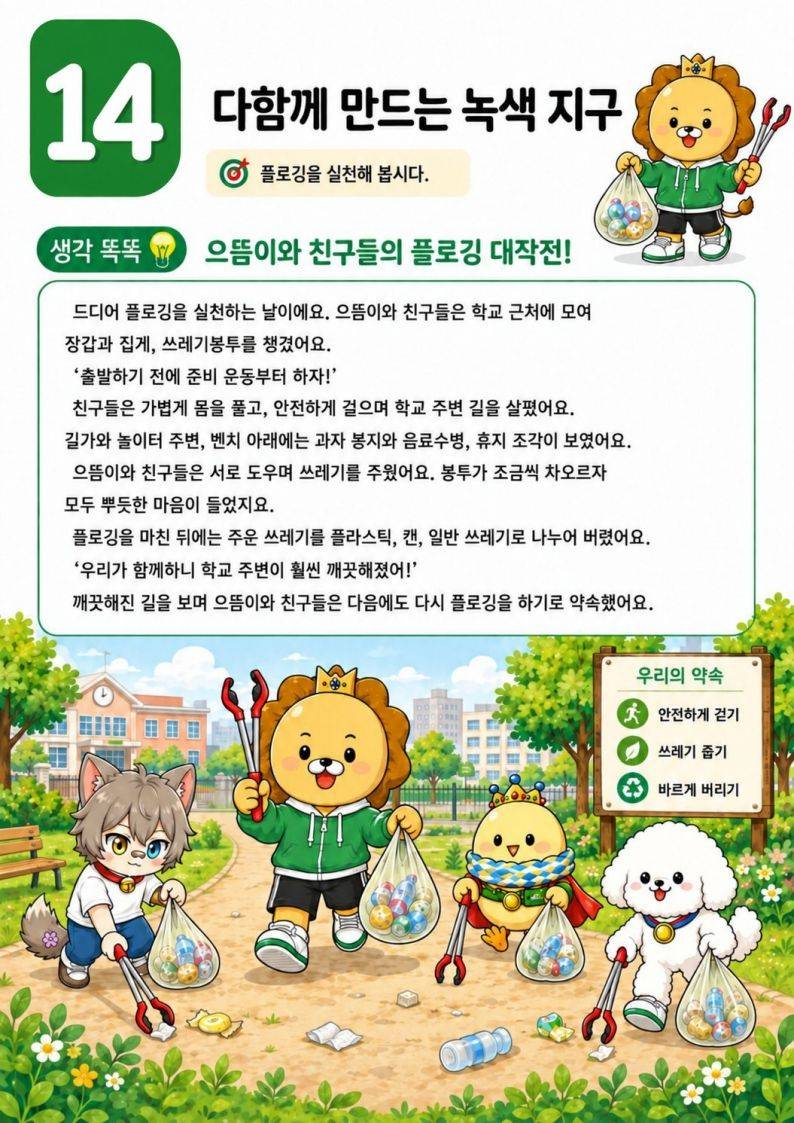 14
다함께 만드는 녹색 지구
플로깅을 실천해 봅시다.
생각 똑똑
으뜸이와 친구들의 플로깅 대작전!
드디어 플로깅을 실천하는 날이에요. 으뜸이와 친구들은 학교 근처에 모여
장갑과 집게, 쓰레기봉투를 챙겼어요.
‘출발하기 전에 준비 운동부터 하자!’
친구들은 가볍게 몸을 풀고, 안전하게 걸으며 학교 주변 길을 살폈어요.
길가와 놀이터 주변, 벤치 아래에는 과자 봉지와 음료수병, 휴지 조각이 보였어요.
으뜸이와 친구들은 서로 도우며 쓰레기를 주웠어요. 봉투가 조금씩 차오르자
모두 뿌듯한 마음이 들었지요.
플로깅을 마친 뒤에는 주운 쓰레기를 플라스틱, 캔, 일반 쓰레기로 나누어 버렸어요.
‘우리가 함께하니 학교 주변이 훨씬 깨끗해졌어!’
깨끗해진 길을 보며 으뜸이와 친구들은 다음에도 다시 플로깅을 하기로 약속했어요.
우리의 약속
안전하게 걷기
쓰레기 줍기
바르게 버리기